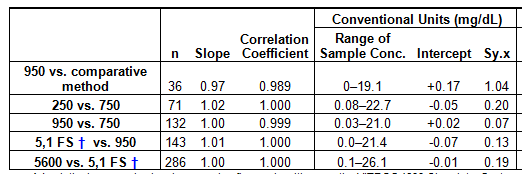 Conventional Units (mg/dL)
n Slope Correlation Coefficient Range of Sample Conc. Intercept Sy.x
950 vs. comparative method 36 0.97 0.989 0–19.1 +0.17 1.04
250 vs. 750 71 1.02 1.000 0.08–22.7 -0.05 0.20
950 vs. 750 132 1.00 0.999 0.03–21.0 +0.02 0.07
5,1 FS † vs. 950 143 1.01 1.000 0.0–21.4 -0.07 0.13
5600 vs. 5,1 FS † 286 1.00 1.000 0.1–26.1 -0.01 0.19